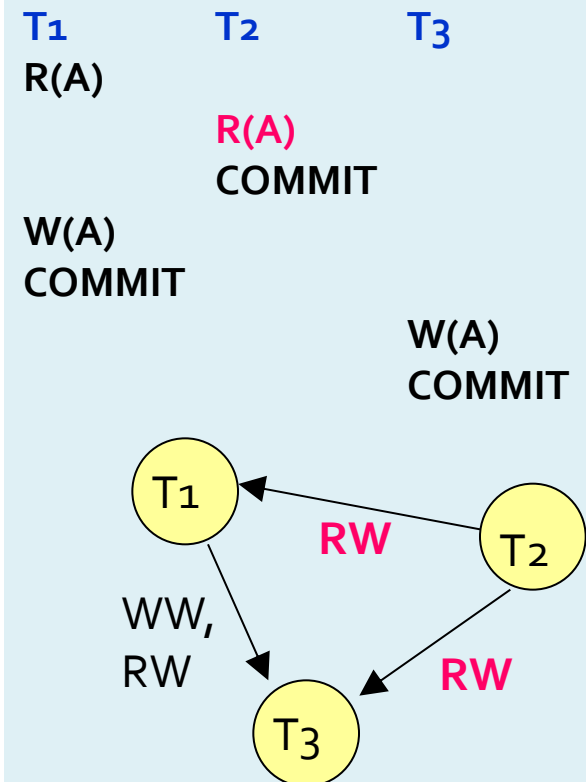 T1 T2 T3
R(A)
R(A)
COMMIT
W(A)
COMMIT
W(A)
COMMIT
T1
RW
T2
WW,
RW
RW
T3